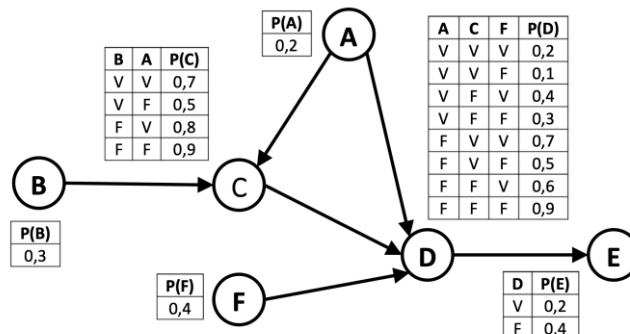 P(A)
0,2
A
B A P(C)
V V 0,7
V F 0,5
F V 0,8
F F 0,9
A C F P(D)
V V V 0,2
V V F 0,1
V F V 0,4
V F F 0,3
F V V 0,7
F V F 0,5
F F V 0,6
F F F 0,9
B
C
P(B)
0,3
P(F)
0,4
F
D
E
D P(E)
V 0,2
F 0,4